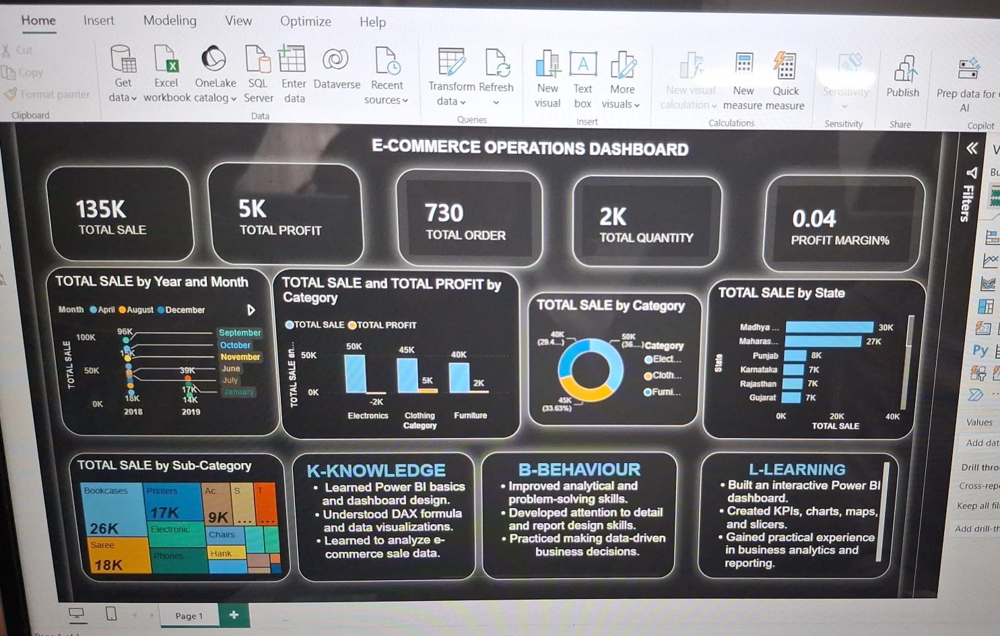 Home Insert Modeling View Optimize Help
Cut
Copy
Format painter
Clipboard
Get data
Excel workbook
OneLake catalog
SQL Server
Enter data
Dataverse
Recent sources
Data
Transform data
Refresh
Queries
New visual
Text box
More visuals
Insert
New visual calculation
New measure
Quick measure
Calculations
Sensitivity
Sensitivity
Publish
Share
Prep data for
AI
Copilot
E-COMMERCE OPERATIONS DASHBOARD
135K
TOTAL SALE
5K
TOTAL PROFIT
730
TOTAL ORDER
2K
TOTAL QUANTITY
0.04
PROFIT MARGIN%
Filters
Bu
TOTAL SALE by Year and Month
Month April August December
TOTAL SALE
100K
50K
0K
96K
15K
18K
39K
17K
14K
2018
2019
September
October
November
June
July
January
TOTAL SALE and TOTAL PROFIT by
Category
TOTAL SALE TOTAL PROFIT
TOTAL SALE an...
50K
0K
50K
45K
40K
-2K
5K
2K
Electronics Clothing Furniture
Category
TOTAL SALE by Category
40K
(29.4...)
50K
(36....)
45K
(33.63%)
Category
Elect...
Cloth...
Furni...
TOTAL SALE by State
State
Madhya ... 30K
Maharas... 27K
Punjab 8K
Karnataka 7K
Rajasthan 7K
Gujarat 7K
0K 20K 40K
TOTAL SALE
Py
Values
Add dat
Drill thro
Cross-rep
Keep all fil
Add drill-th
TOTAL SALE by Sub-Category
Bookcases
26K
Saree
18K
Printers
17K
Electronic ...
Phones
Ac...
9K
S...
...
T
...
Chairs
Hank...
K-KNOWLEDGE
• Learned Power BI basics
and dashboard design.
• Understood DAX formula
and data visualizations.
• Learned to analyze e-
commerce sale data.
B-BEHAVIOUR
• Improved analytical and
problem-solving skills.
• Developed attention to detail
and report design skills.
• Practiced making data-driven
business decisions.
L-LEARNING
• Built an interactive Power BI
dashboard.
• Created KPIs, charts, maps,
and slicers.
• Gained practical experience
in business analytics and
reporting.
Page 1